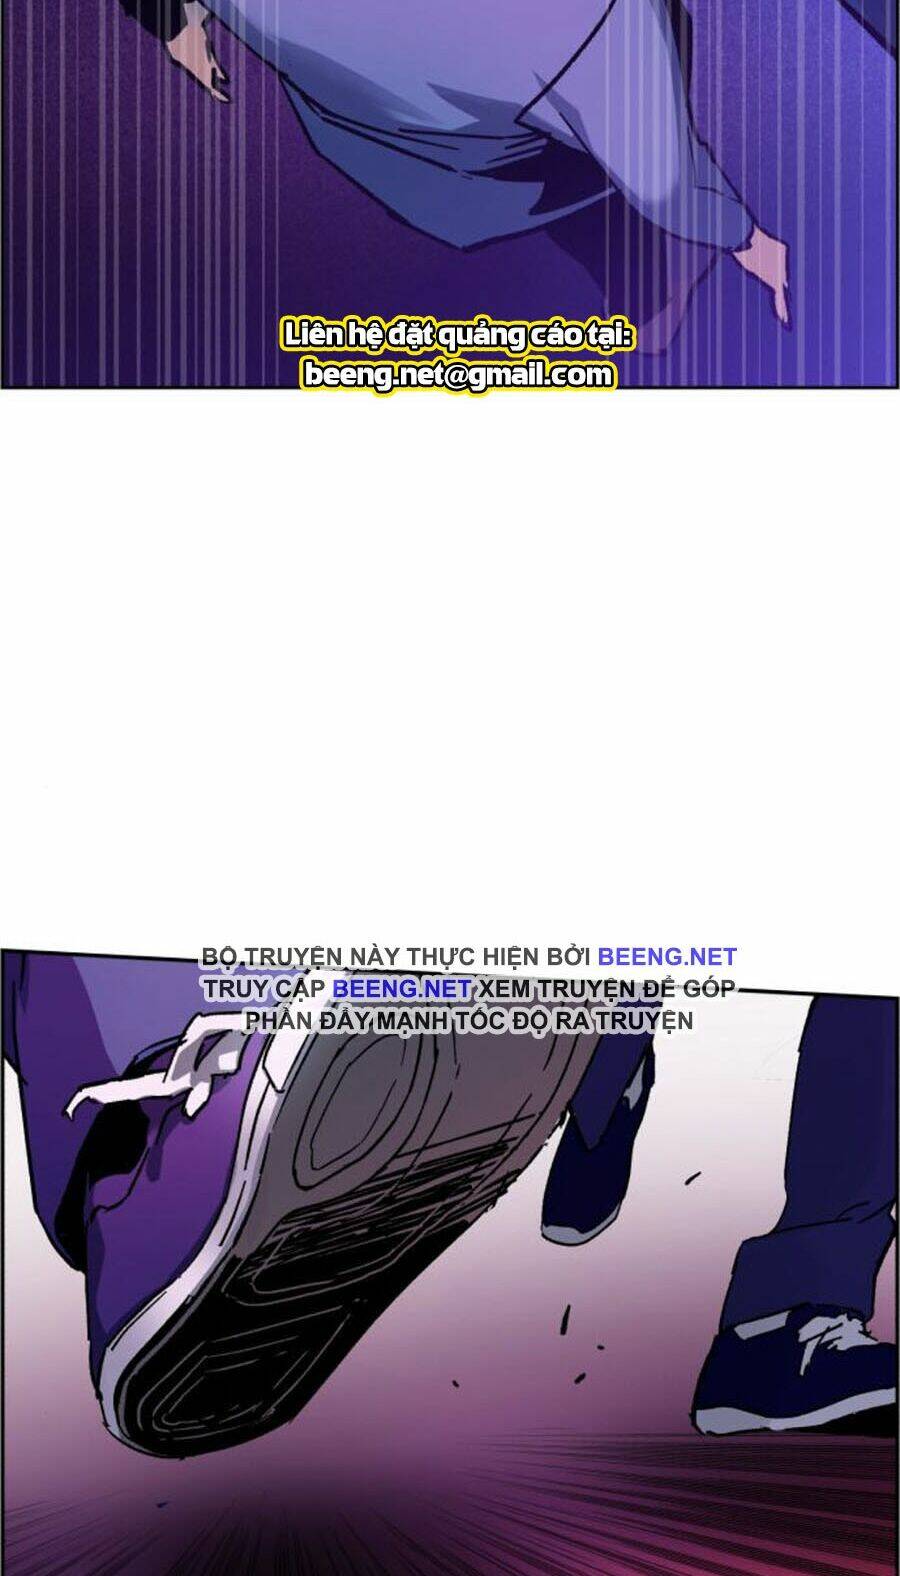 Liên hệ đặt quảng cáo tại:
beeng.net@gmail.com
BỘ TRUYỆN NÀY THỰC HIỆN BỞI BEENG.NET
TRUY CẬP BEENG.NET XEM TRUYỆN ĐỂ GÓP
PHẦN ĐẨY MẠNH TỐC ĐỘ RA TRUYỆN